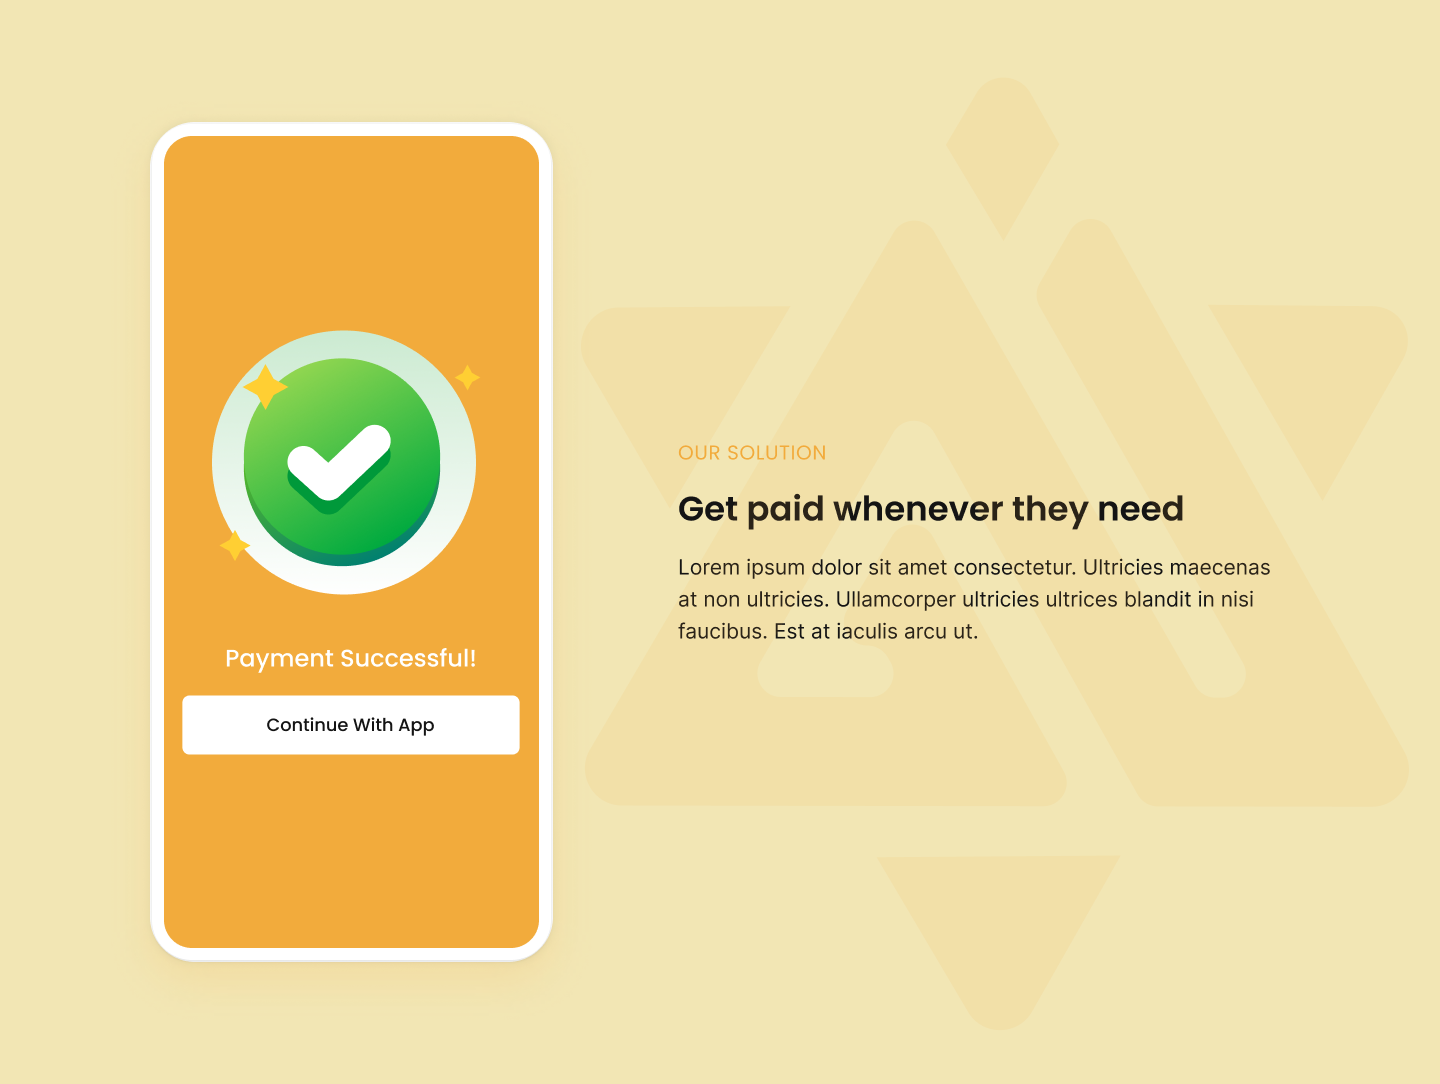 Payment Successful!
Continue With App
OUR SOLUTION
Get paid whenever they need
Lorem ipsum dolor sit amet consectetur. Ultricies maecenas
at non ultricies. Ullamcorper ultricies ultrices blandit in nisi
faucibus. Est at iaculis arcu ut.